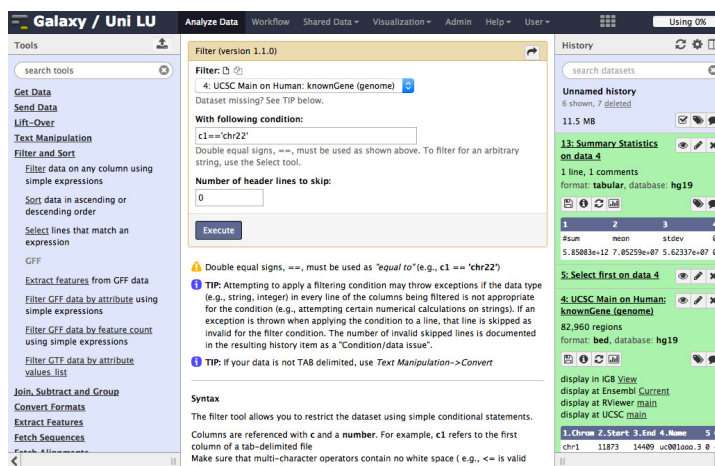 Galaxy / Uni LU
Analyze Data Workflow Shared Data Visualization Admin Help User Using 0%
Tools
search tools
Get Data
Send Data
Lift-Over
Text Manipulation
Filter and Sort
Filter data on any column using
simple expressions
Sort data in ascending or
descending order
Select lines that match an
expression
GFF
Extract features from GFF data
Filter GFF data by attribute using
simple expressions
Filter GFF data by feature count
using simple expressions
Filter GTF data by attribute
values_list
Join, Subtract and Group
Convert Formats
Extract Features
Fetch Sequences
Fetch Alignments
Filter (version 1.1.0)
Filter:
4: UCSC Main on Human: knownGene (genome)
Dataset missing? See TIP below.
With following condition:
c1=='chr22'
Double equal signs, ==, must be used as shown above. To filter for an arbitrary
string, use the Select tool.
Number of header lines to skip:
0
Execute
Double equal signs, ==, must be used as "equal to" (e.g., c1 == 'chr22')
TIP: Attempting to apply a filtering condition may throw exceptions if the data type
(e.g., string, integer) in every line of the columns being filtered is not appropriate
for the condition (e.g., attempting certain numerical calculations on strings). If an
exception is thrown when applying the condition to a line, that line is skipped as
invalid for the filter condition. The number of invalid skipped lines is documented
in the resulting history item as a "Condition/data issue".
TIP: If your data is not TAB delimited, use Text Manipulation->Convert
Syntax
The filter tool allows you to restrict the dataset using simple conditional statements.
Columns are referenced with c and a number. For example, c1 refers to the first
column of a tab-delimited file
Make sure that multi-character operators contain no white space ( e.g., <= is valid
History
search datasets
Unnamed history
6 shown, 7 deleted
11.5 MB
13: Summary Statistics
on data 4
1 line, 1 comments
format: tabular, database: hg19
1 2 3
#sum mean stdev 0
5.85083e+12 7.05259e+07 5.62337e+07
5: Select first on data 4
4: UCSC Main on Human:
knownGene (genome)
82,960 regions
format: bed, database: hg19
display in IGB View
display at Ensembl Current
display at RViewer main
display at UCSC main
1.Chrom 2.Start 3.End 4.Name 5
chr1 11873 14409 uc001aaa.3 0